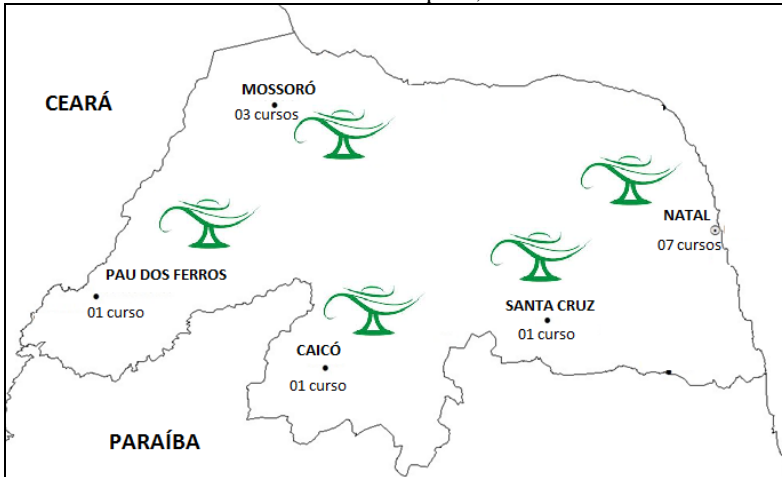 CEARÁ
MOSSORÓ
03 cursos
NATAL
07 cursos
PAU DOS FERROS
01 curso
SANTA CRUZ
01 curso
CAICÓ
01 curso
PARAÍBA